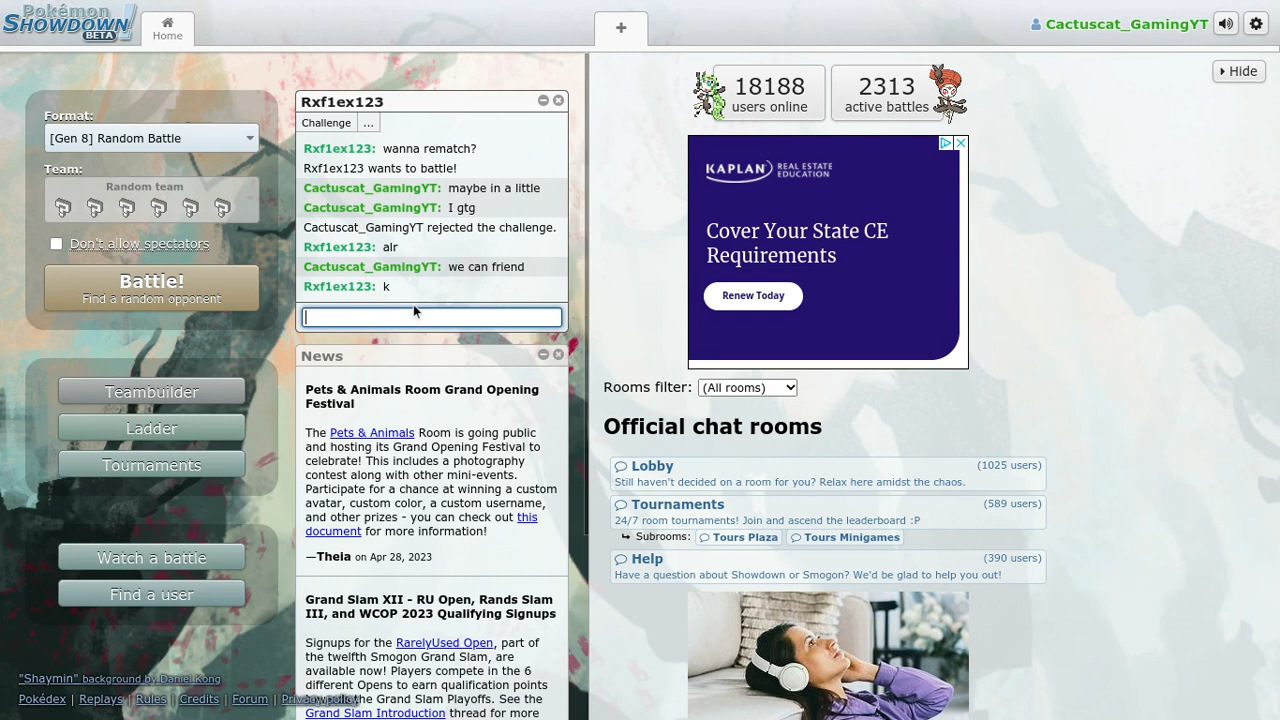 Pokémon
SHOWDOWN!
BETA
Home
+
Cactuscat_GamingYT
Format:
[Gen 8] Random Battle
Team:
Random team
Don't allow spectators
Battle!
Find a random opponent
Teambuilder
Ladder
Tournaments
Watch a battle
Find a user
"Shaymin" background by Daniel Kong
Pokédex | Replays | Rules | Credits | Forum | Privacy policy
Rxf1ex123
Challenge ...
Rxf1ex123: wanna rematch?
Rxf1ex123 wants to battle!
Cactuscat_GamingYT: maybe in a little
Cactuscat_GamingYT: I gtg
Cactuscat_GamingYT rejected the challenge.
Rxf1ex123: alr
Cactuscat_GamingYT: we can friend
Rxf1ex123: k
News
Pets & Animals Room Grand Opening
Festival
The Pets & Animals Room is going public
and hosting its Grand Opening Festival to
celebrate! This includes a photography
contest along with other mini-events.
Participate for a chance at winning a custom
avatar, custom color, a custom username,
and other prizes - you can check out this
document for more information!
—Theia on Apr 28, 2023
Grand Slam XII - RU Open, Rands Slam
III, and WCOP 2023 Qualifying Signups
Signups for the RarelyUsed Open, part of
the twelfth Smogon Grand Slam, are
available now! Players compete in the 6
different Opens to earn qualification points
the Grand Slam Playoffs. See the
Grand Slam Introduction thread for more
18188
users online
2313
active battles
Hide
KAPLAN REAL ESTATE
EDUCATION
Cover Your State CE
Requirements
Renew Today
Rooms filter: (All rooms)
Official chat rooms
Lobby (1025 users)
Still haven't decided on a room for you? Relax here amidst the chaos.
Tournaments (589 users)
24/7 room tournaments! Join and ascend the leaderboard :P
Subrooms: Tours Plaza Tours Minigames
Help (390 users)
Have a question about Showdown or Smogon? We'd be glad to help you out!